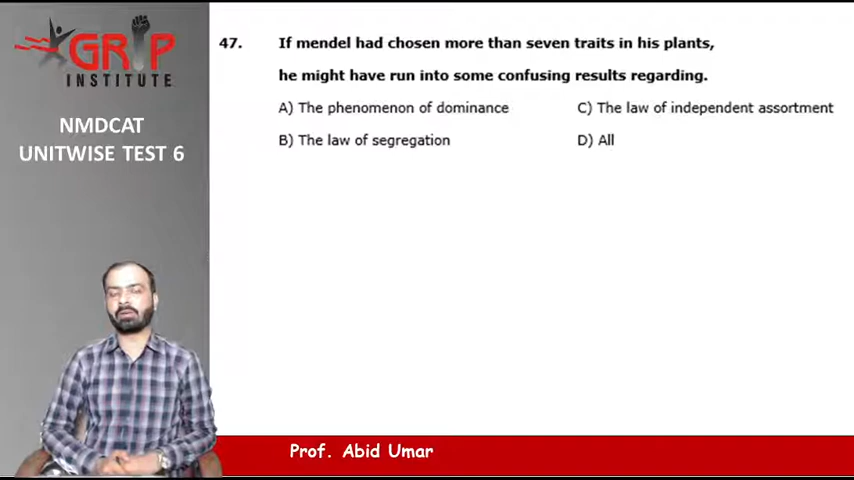 GRIP
INSTITUTE
NMDCAT
UNITWISE TEST 6
47. If mendel had chosen more than seven traits in his plants,
he might have run into some confusing results regarding.
A) The phenomenon of dominance C) The law of independent assortment
B) The law of segregation D) All
Prof. Abid Umar